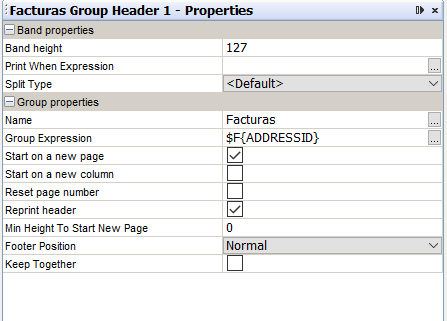 Facturas Group Header 1 - Properties
Band properties
Band height 127
Print When Expression ...
Split Type <Default>
Group properties
Name Facturas ...
Group Expression $F{ADDRESSID} ...
Start on a new page
Start on a new column
Reset page number
Reprint header
Min Height To Start New Page 0
Footer Position Normal
Keep Together